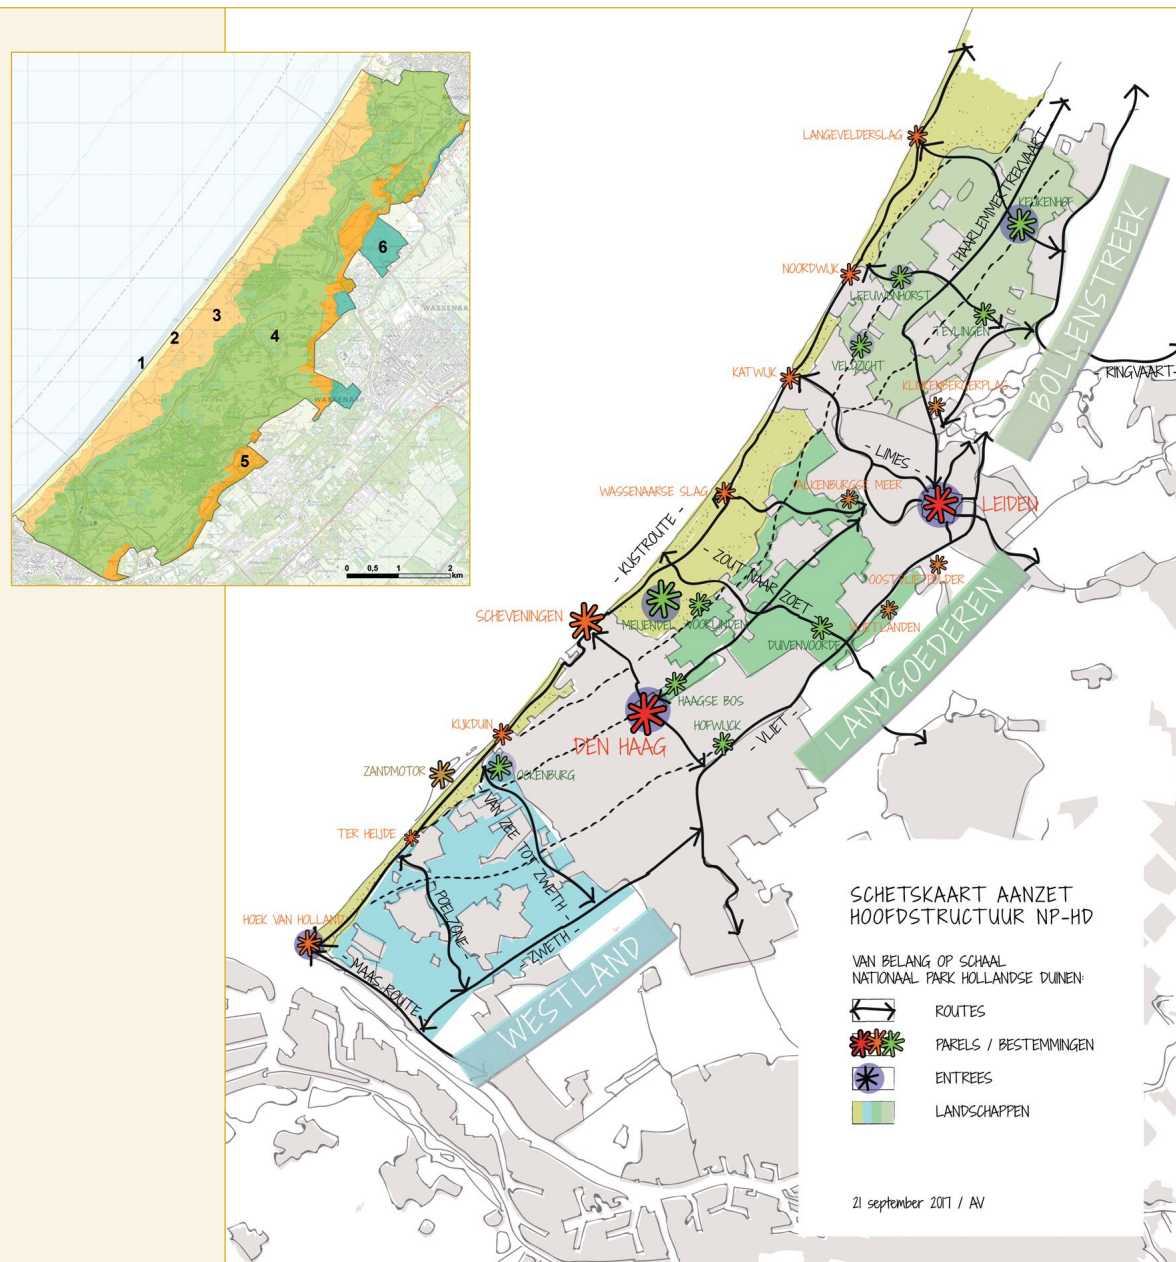 1
2
3
4
5
6
WASSENAA
WASSENAAR
0 0,5 1 2
km
LANGEVELDERSLAG
HAARLEMMERTREKVAART
KEUKENHOF
NOORDWIJK
LEEUWENHORST
TEYLINGEN
BOLLENSTREEK
VELDZICHT
- RINGVAART -
KATWIJK
KLINKENBERGERPLAS
- LIMES -
WASSENAARSE SLAG
VALKENBURGSE MEER
LEIDEN
- KUSTROUTE -
- ZOUT NAAR ZOET -
OOSTVLIETPOLDER
SCHEVENINGEN
MEIJENDEL
VOORLINDEN
VLIETLANDEN
DUIVENVOORDE
LANDGOEDEREN
HAAGSE BOS
KIJKDUIN
HOFWIJCK
DEN HAAG
- VLIET -
ZANDMOTOR
OCKENBURG
- VAN ZEE TOT ZWETH -
TER HEIJDE
- POELZONE -
HOEK VAN HOLLAND
- ZWETH -
- MAAS ROUTE -
WESTLAND
SCHETSKAART AANZET
HOOFDSTRUCTUUR NP-HD
VAN BELANG OP SCHAAL
NATIONAAL PARK HOLLANDSE DUINEN:
ROUTES
PARELS / BESTEMMINGEN
ENTREES
LANDSCHAPPEN
21 september 2017 / AV